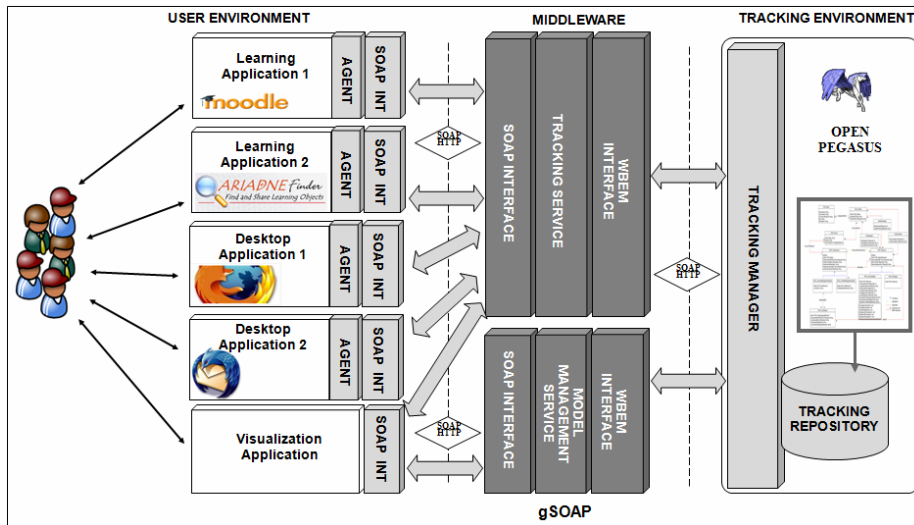 USER ENVIRONMENT
MIDDLEWARE
TRACKING ENVIRONMENT
Learning
Application 1
moodle
AGENT
SOAP INT
Learning
Application 2
ARIADNE Finder
Find and Share Learning Objects
AGENT
SOAP INT
Desktop
Application 1
AGENT
SOAP INT
Desktop
Application 2
AGENT
SOAP INT
Visualization
Application
SOAP INT
SOAP
HTTP
SOAP
HTTP
SOAP INTERFACE
TRACKING SERVICE
WBEM
INTERFACE
SOAP INTERFACE
MODEL
MANAGEMENT
SERVICE
WBEM
INTERFACE
gSOAP
SOAP
HTTP
TRACKING MANAGER
OPEN
PEGASUS
TRACKING
REPOSITORY